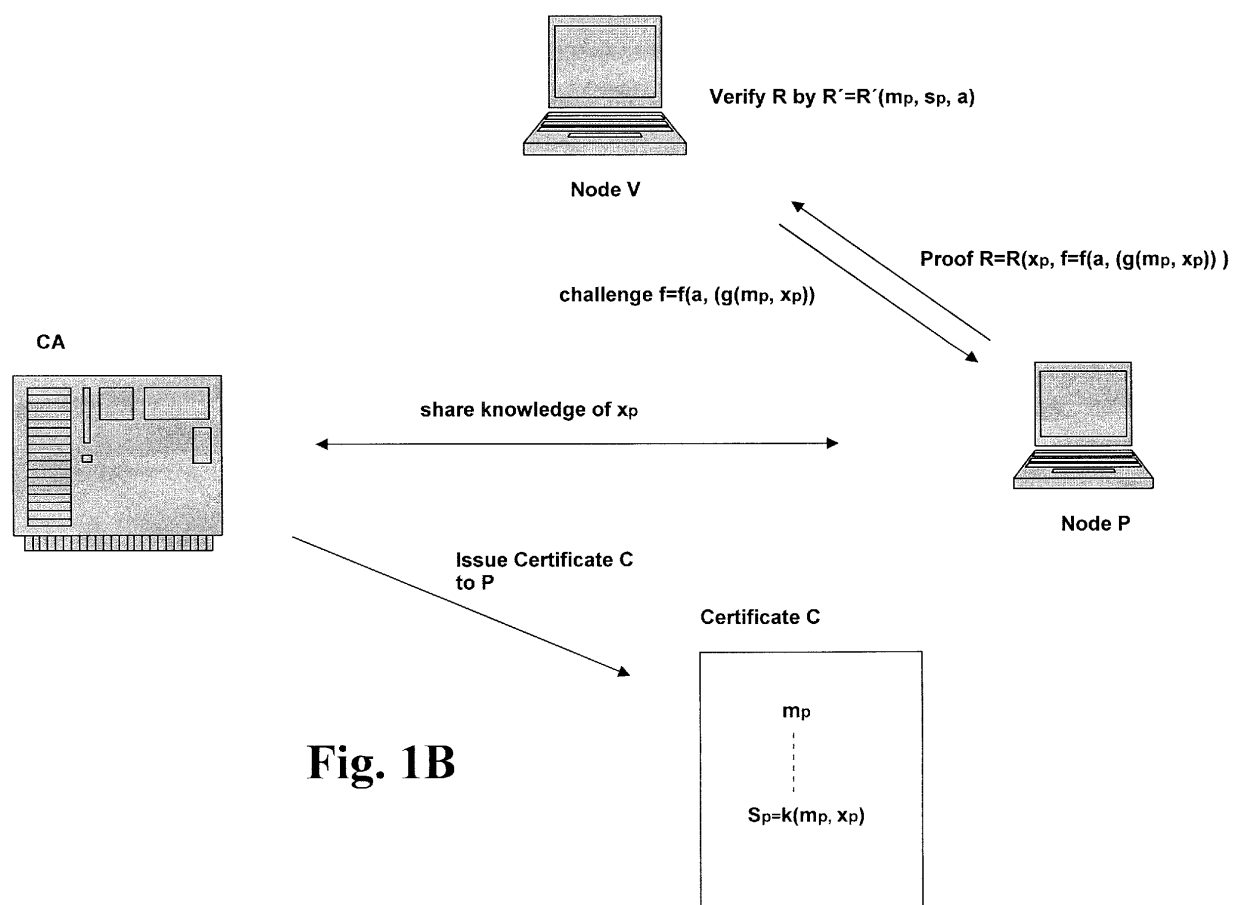 Verify R by R´=R´(mp, sp, a)
Node V
Proof R=R(xp, f=f(a, (g(mp, xp)) )
challenge f=f(a, (g(mp, xp))
CA
share knowledge of xp
Node P
Issue Certificate C
to P
Certificate C
mp
Sp=k(mp, xp)
Fig. 1B